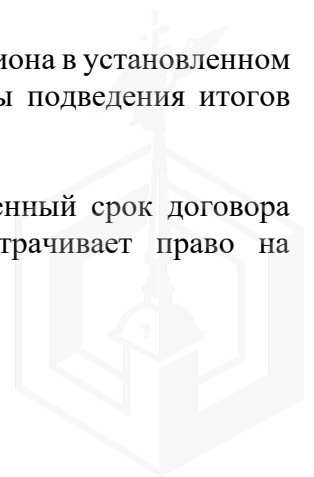 иона в установленном
ы подведения итогов
енный срок договора
трачивает право на